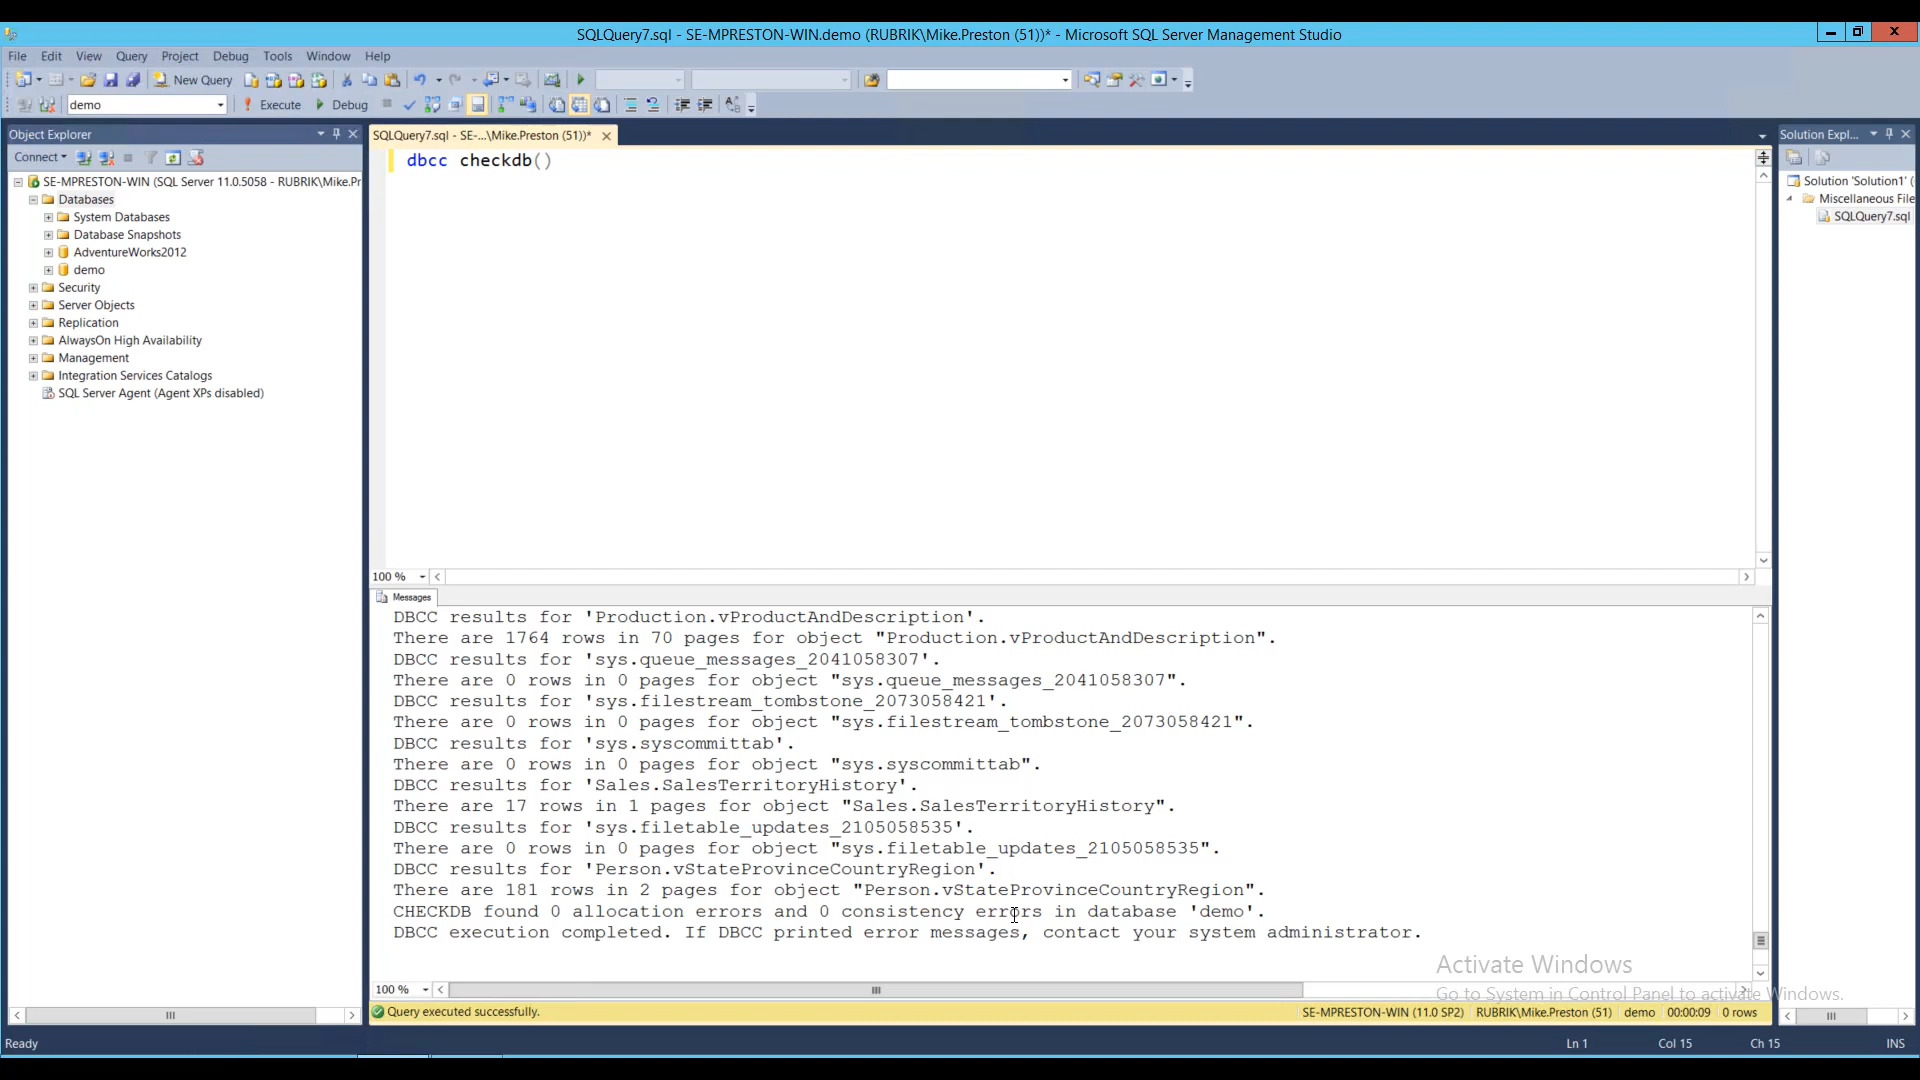 SQLQuery7.sql - SE-MPRESTON-WIN.demo (RUBRIK\Mike.Preston (51))* - Microsoft SQL Server Management Studio
File Edit View Query Project Debug Tools Window Help
New Query
demo Execute Debug
Object Explorer
Connect
SE-MPRESTON-WIN (SQL Server 11.0.5058 - RUBRIK\Mike.Pr
Databases
System Databases
Database Snapshots
AdventureWorks2012
demo
Security
Server Objects
Replication
AlwaysOn High Availability
Management
Integration Services Catalogs
SQL Server Agent (Agent XPs disabled)
SQLQuery7.sql - SE-...\Mike.Preston (51))*
dbcc checkdb()
100 %
Messages
DBCC results for 'Production.vProductAndDescription'.
There are 1764 rows in 70 pages for object "Production.vProductAndDescription".
DBCC results for 'sys.queue_messages_2041058307'.
There are 0 rows in 0 pages for object "sys.queue_messages_2041058307".
DBCC results for 'sys.filestream_tombstone_2073058421'.
There are 0 rows in 0 pages for object "sys.filestream_tombstone_2073058421".
DBCC results for 'sys.syscommittab'.
There are 0 rows in 0 pages for object "sys.syscommittab".
DBCC results for 'Sales.SalesTerritoryHistory'.
There are 17 rows in 1 pages for object "Sales.SalesTerritoryHistory".
DBCC results for 'sys.filetable_updates_2105058535'.
There are 0 rows in 0 pages for object "sys.filetable_updates_2105058535".
DBCC results for 'Person.vStateProvinceCountryRegion'.
There are 181 rows in 2 pages for object "Person.vStateProvinceCountryRegion".
CHECKDB found 0 allocation errors and 0 consistency errors in database 'demo'.
DBCC execution completed. If DBCC printed error messages, contact your system administrator.
100 %
Query executed successfully. SE-MPRESTON-WIN (11.0 SP2) RUBRIK\Mike.Preston (51) demo 00:00:09 0 rows
Solution Expl...
Solution 'Solution1' (
Miscellaneous File
SQLQuery7.sql
Activate Windows
Go to System in Control Panel to activate Windows.
Ready Ln 1 Col 15 Ch 15 INS